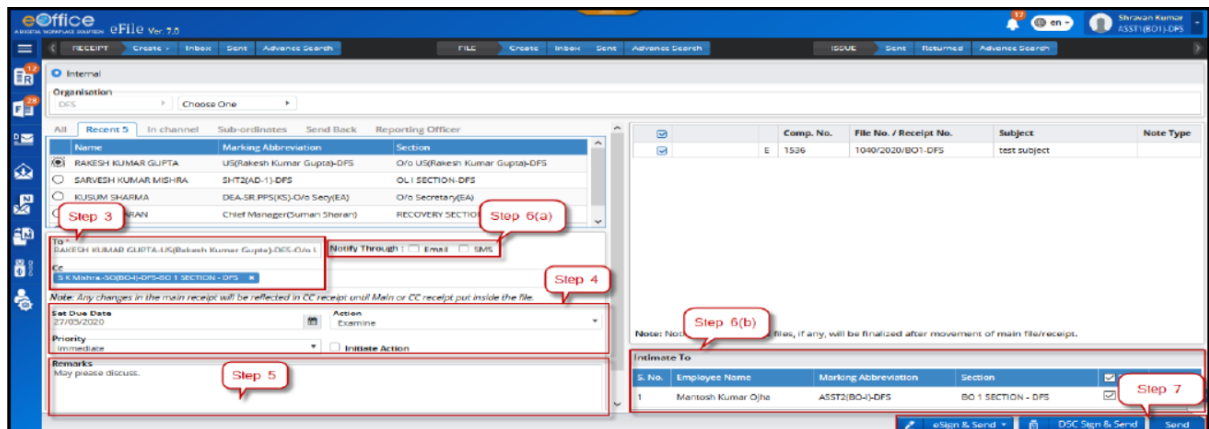 eOffice
A DIGITAL WORKPLACE SOLUTION eFile Ver. 7.0
12
en
Shravan Kumar
ASST1(BO1)-DFS
RECEIPT Create Inbox Sent Advance Search FILE Create Inbox Sent Advance Search ISSUE Sent Returned Advance Search
12
28
Internal
Organisation
DFS Choose One
All Recent 5 In channel Sub-ordinates Send Back Reporting Officer
Name Marking Abbreviation Section
RAKESH KUMAR GUPTA US(Rakesh Kumar Gupta)-DFS O/o US(Rakesh Kumar Gupta)-DFS
SARVESH KUMAR MISHRA SHT2(AD-1)-DFS OL I SECTION-DFS
KUSUM SHARMA DEA-SR.PPS(KS)-O/o Secy(EA) O/o Secretary(EA)
Chief Manager(Suman Sharan) RECOVERY SECTION
Comp. No. File No. / Receipt No. Subject Note Type
E 1536 1040/2020/BO1-DFS test subject
Step 3
Step 6(a)
To *
RAKESH KUMAR GUPTA-US(Rakesh Kumar Gupta)-DFS-O/o U
Notify Through : Email SMS
Cc
S K Mishra.-SO(BO-I)-DFS-BO 1 SECTION - DFS ×
Step 4
Note: Any changes in the main receipt will be reflected in CC receipt until Main or CC receipt put inside the file.
Set Due Date
27/05/2020
Action
Examine
Priority
Immediate
Initiate Action
Remarks
May please discuss.
Step 5
Step 6(b)
Note: files, if any, will be finalized after movement of main file/receipt.
Intimate To
S. No. Employee Name Marking Abbreviation Section
1 Mantosh Kumar Ojha ASST2(BO-I)-DFS BO 1 SECTION - DFS
Step 7
eSign & Send DSC Sign & Send Send